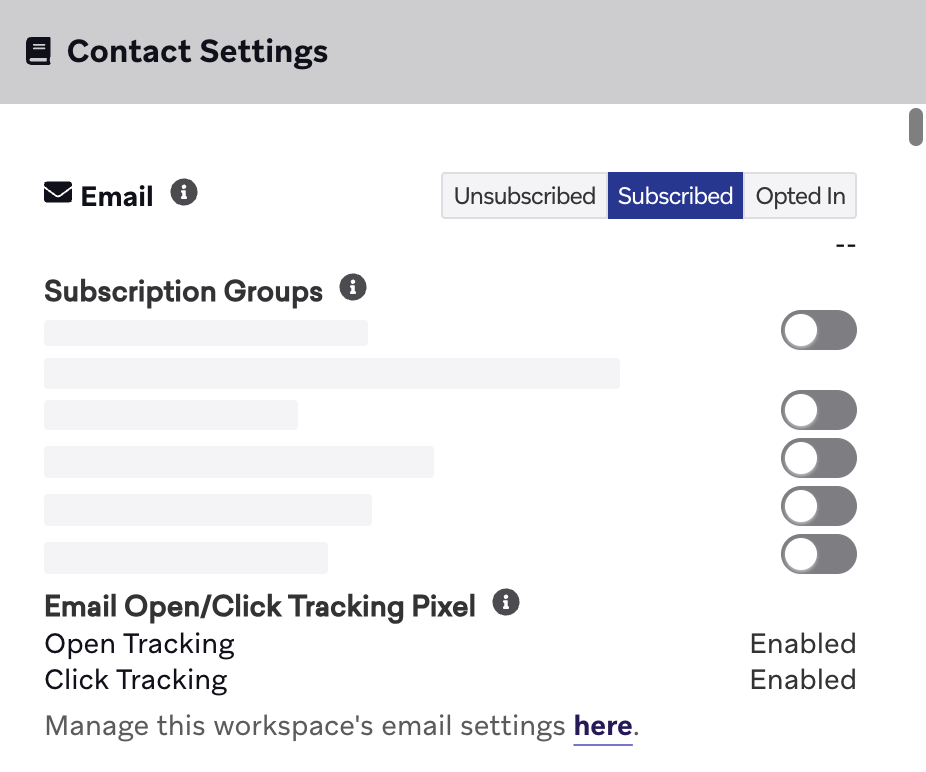 Contact Settings
Email
Unsubscribed Subscribed Opted In
--
Subscription Groups
Email Open/Click Tracking Pixel
Open Tracking Enabled
Click Tracking Enabled
Manage this workspace's email settings here.